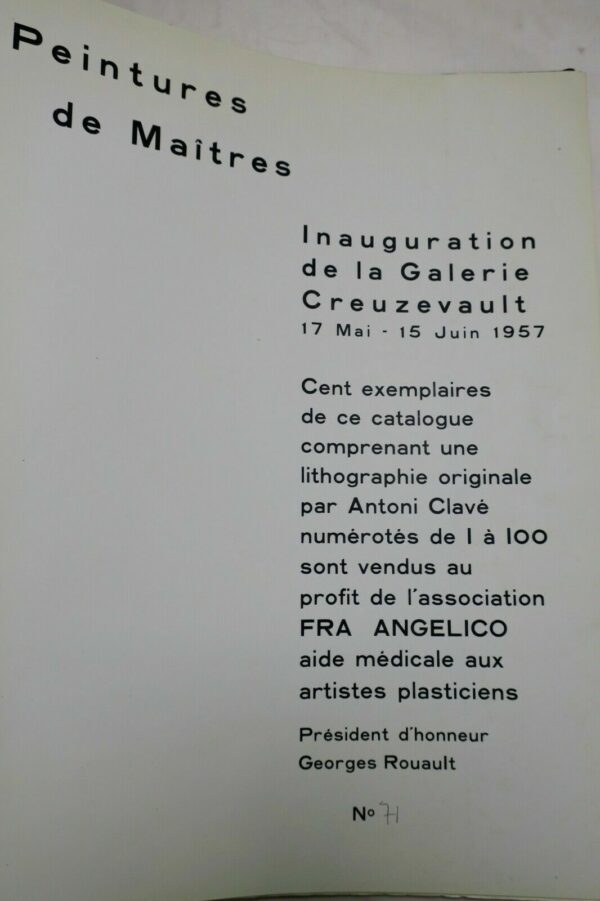 Peintures
de Maîtres
Inauguration
de la Galerie
Creuzevault
17 Mai - 15 Juin 1957
Cent exemplaires
de ce catalogue
comprenant une
lithographie originale
par Antoni Clavé
numérotés de I à IOO
sont vendus au
profit de l'association
FRA ANGELICO
aide médicale aux
artistes plasticiens
Président d'honneur
Georges Rouault
Nº 71